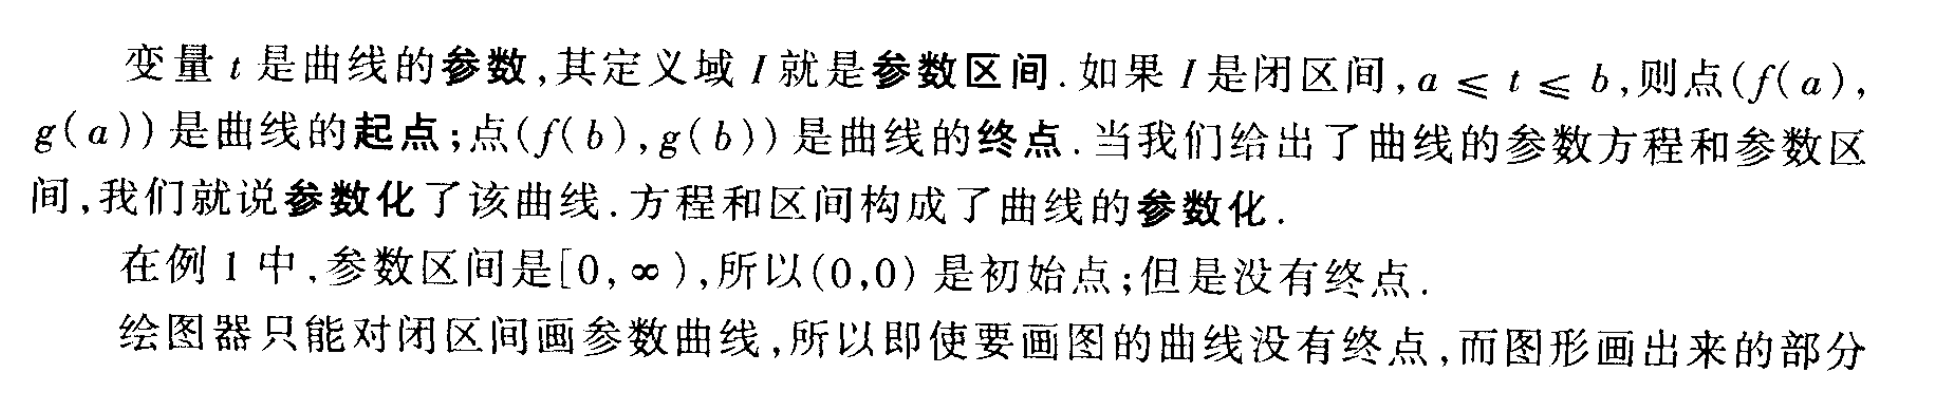 变量 t 是曲线的参数,其定义域 I 就是参数区间.如果 I 是闭区间,a ⩽ t ⩽ b,则点(f(a),
g(a))是曲线的起点;点(f(b),g(b))是曲线的终点.当我们给出了曲线的参数方程和参数区
间,我们就说参数化了该曲线.方程和区间构成了曲线的参数化.
在例 1 中,参数区间是[0,∞),所以(0,0)是初始点;但是没有终点.
绘图器只能对闭区间画参数曲线,所以即使要画图的曲线没有终点,而图形画出来的部分